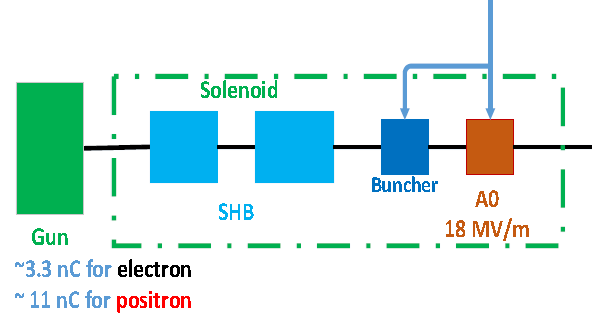 Solenoid
Buncher
SHB
A0
18 MV/m
Gun
~3.3 nC for electron
~ 11 nC for positron